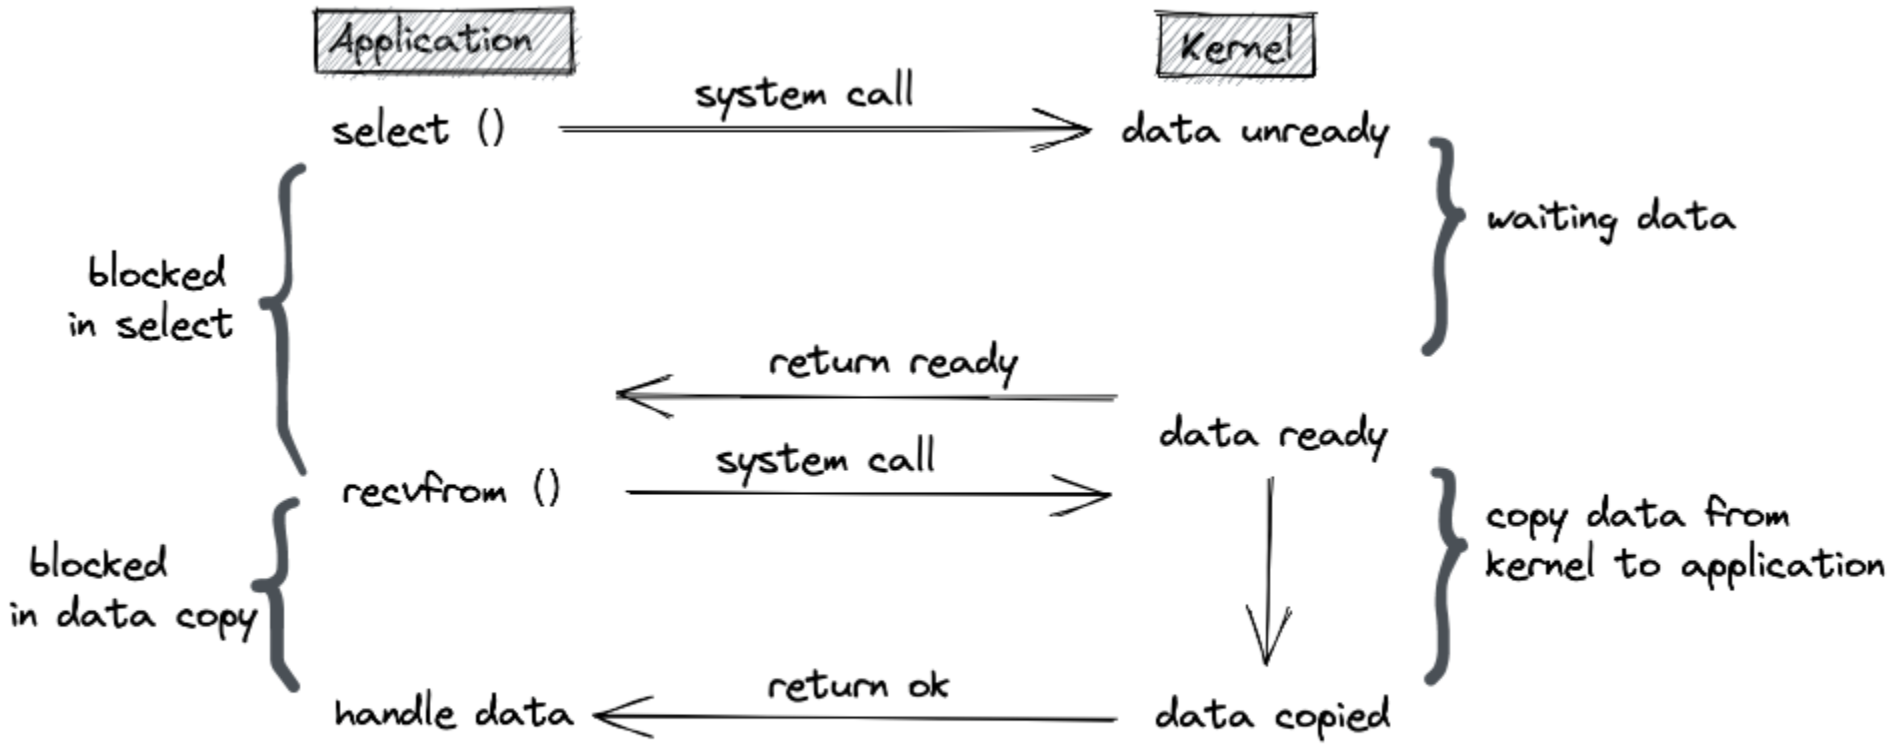 Application
Kernel
system call
select ()
data unready
waiting data
blocked
in select
return ready
data ready
system call
recvfrom ()
copy data from
kernel to application
blocked
in data copy
return ok
handle data
data copied